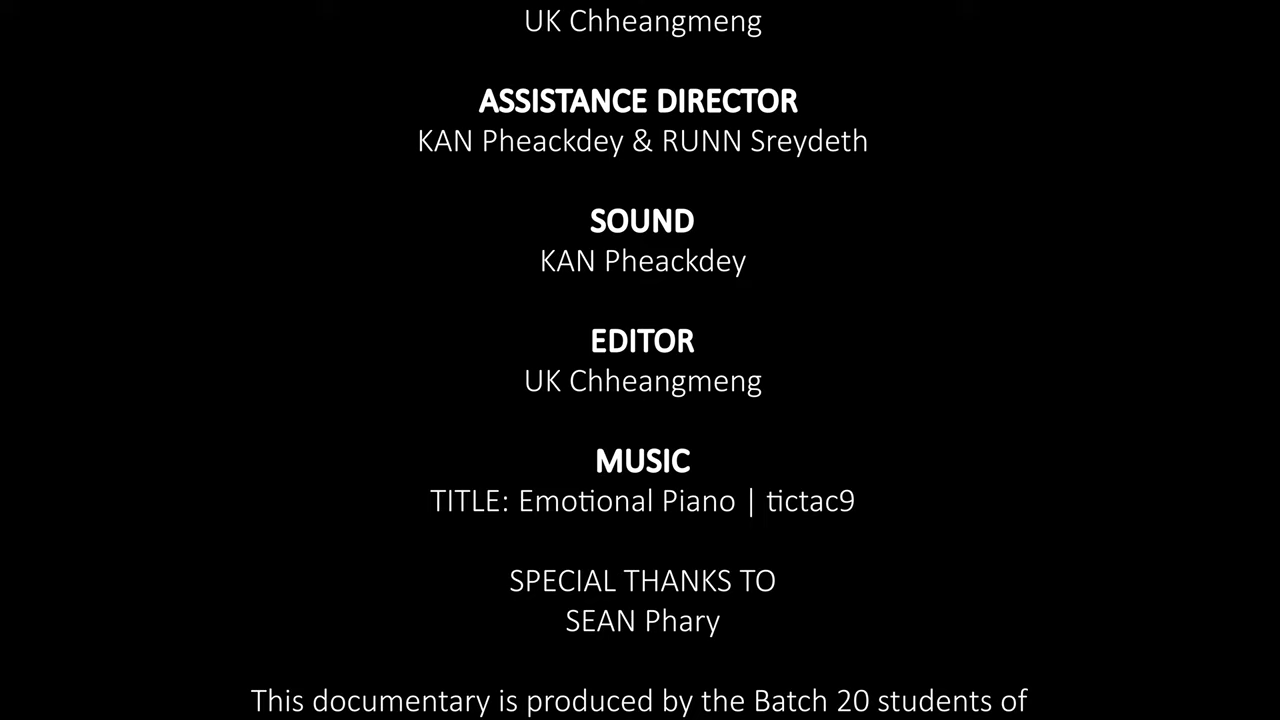 UK Chheangmeng
ASSISTANCE DIRECTOR
KAN Pheackdey & RUNN Sreydeth
SOUND
KAN Pheackdey
EDITOR
UK Chheangmeng
MUSIC
TITLE: Emotional Piano | tictac9
SPECIAL THANKS TO
SEAN Phary
This documentary is produced by the Batch 20 students of